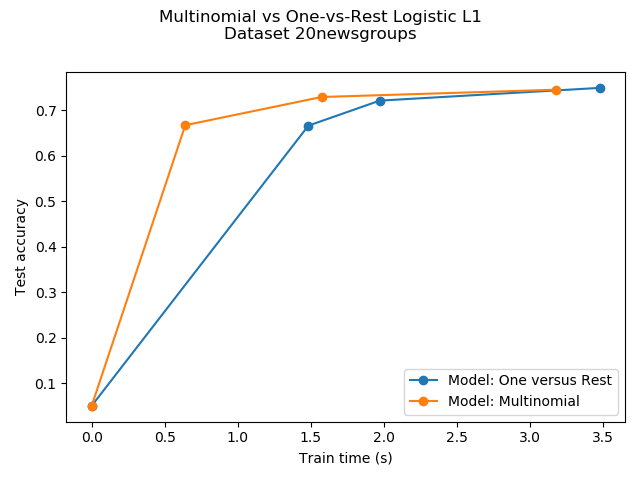 Multinomial vs One-vs-Rest Logistic L1
Dataset 20newsgroups
Test accuracy
0.7
0.6
0.5
0.4
0.3
0.2
0.1
0.0 0.5 1.0 1.5 2.0 2.5 3.0 3.5
Train time (s)
Model: One versus Rest
Model: Multinomial